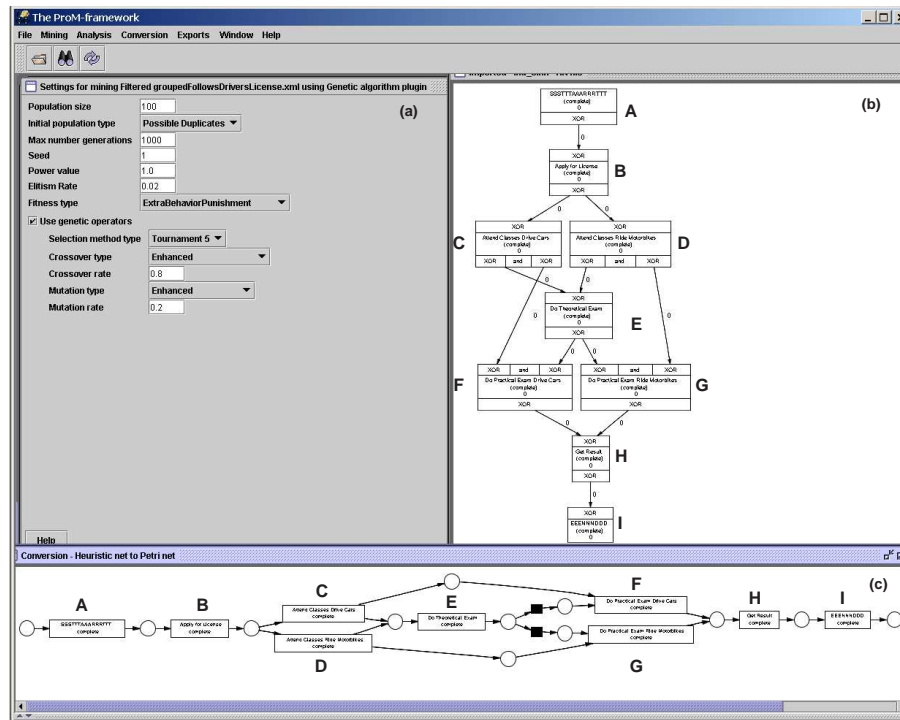 The ProM-framework
File Mining Analysis Conversion Exports Window Help
Settings for mining Filtered groupedFollowsDriversLicense.xml using Genetic algorithm plugin
(a)
Population size 100
Initial population type Possible Duplicates
Max number generations 1000
Seed 1
Power value 1.0
Elitism Rate 0.02
Fitness type ExtraBehaviorPunishment
Use genetic operators
Selection method type Tournament 5
Crossover type Enhanced
Crossover rate 0.8
Mutation type Enhanced
Mutation rate 0.2
Help
(b)
SSSTTTAAARRRTTT
(complete)
0
XOR
A
0
XOR
Apply for License
(complete)
0
XOR
B
0 0
C
XOR
Attend Classes Drive Cars
(complete)
0
XOR and XOR
XOR
Attend Classes Ride Motorbikes
(complete)
0
XOR and XOR
D
0 0
0 0
XOR
Do Theoretical Exam
(complete)
0
XOR
E
0 0
F
XOR and XOR
Do Practical Exam Drive Cars
(complete)
0
XOR
XOR and XOR
Do Practical Exam Ride Motorbikes
(complete)
0
XOR
G
0 0
XOR
Get Result
(complete)
0
XOR
H
0
XOR
EEENNNDDD
(complete)
0
I
Conversion - Heuristic net to Petri net
(c)
A
SSSTTTAAARRRTTT
complete
B
Apply for License
complete
C
Attend Classes Drive Cars
complete
Attend Classes Ride Motorbikes
complete
D
E
Do Theoretical Exam
complete
F
Do Practical Exam Drive Cars
complete
Do Practical Exam Ride Motorbikes
complete
G
H
Get Result
complete
I
EEENNNDDD
complete